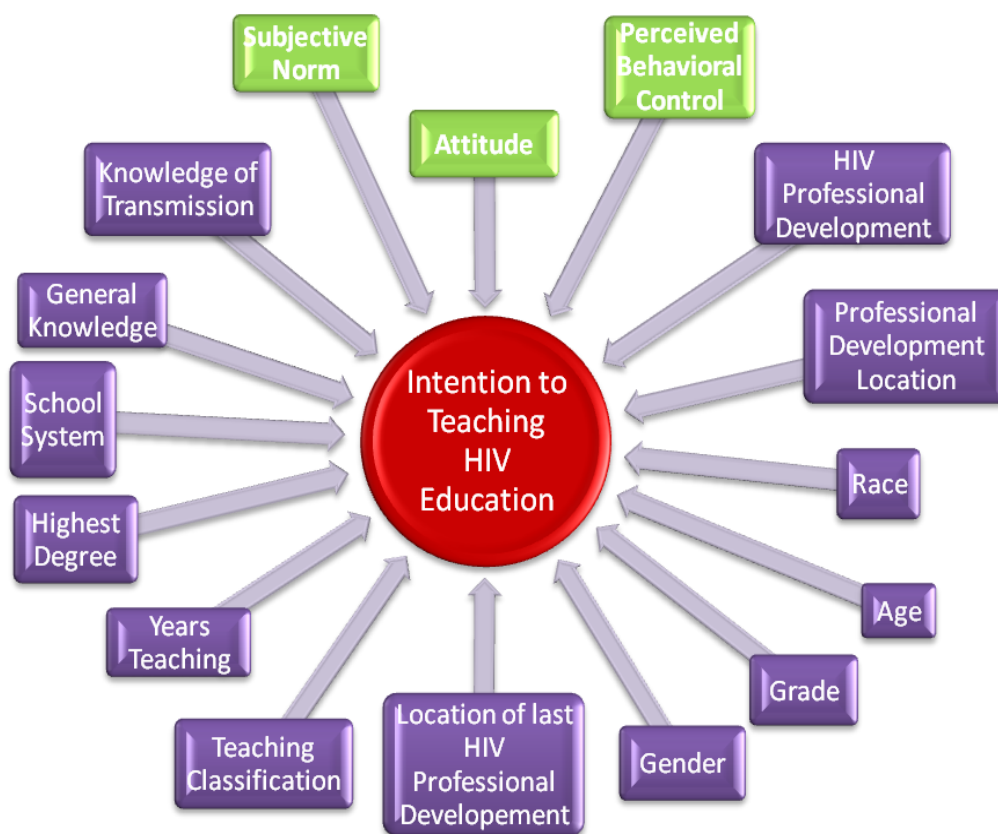 Subjective
Norm
Perceived
Behavioral
Control
Attitude
Knowledge of
Transmission
HIV
Professional
Development
General
Knowledge
Professional
Development
Location
School
System
Intention to
Teaching
HIV
Education
Race
Highest
Degree
Age
Years
Teaching
Grade
Teaching
Classification
Location of last
HIV
Professional
Developement
Gender